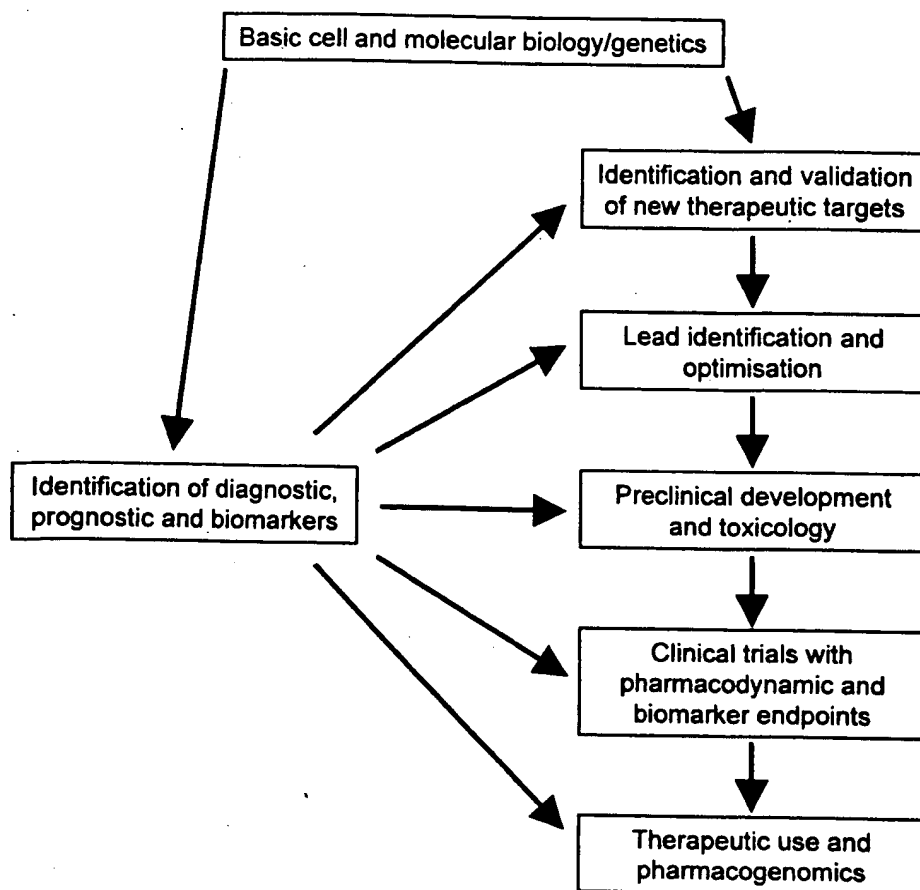 Basic cell and molecular biology/genetics
Identification and validation
of new therapeutic targets
Lead identification and
optimisation
Identification of diagnostic,
prognostic and biomarkers
Preclinical development
and toxicology
Clinical trials with
pharmacodynamic and
biomarker endpoints
Therapeutic use and
pharmacogenomics